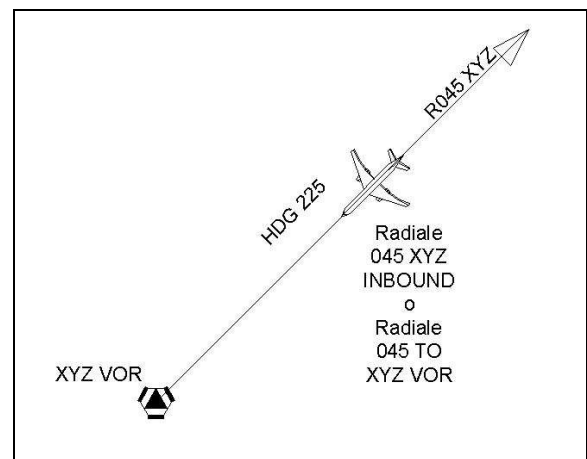 R045 XYZ
HDG 225
Radiale
045 XYZ
INBOUND
o
Radiale
045 TO
XYZ VOR
XYZ VOR